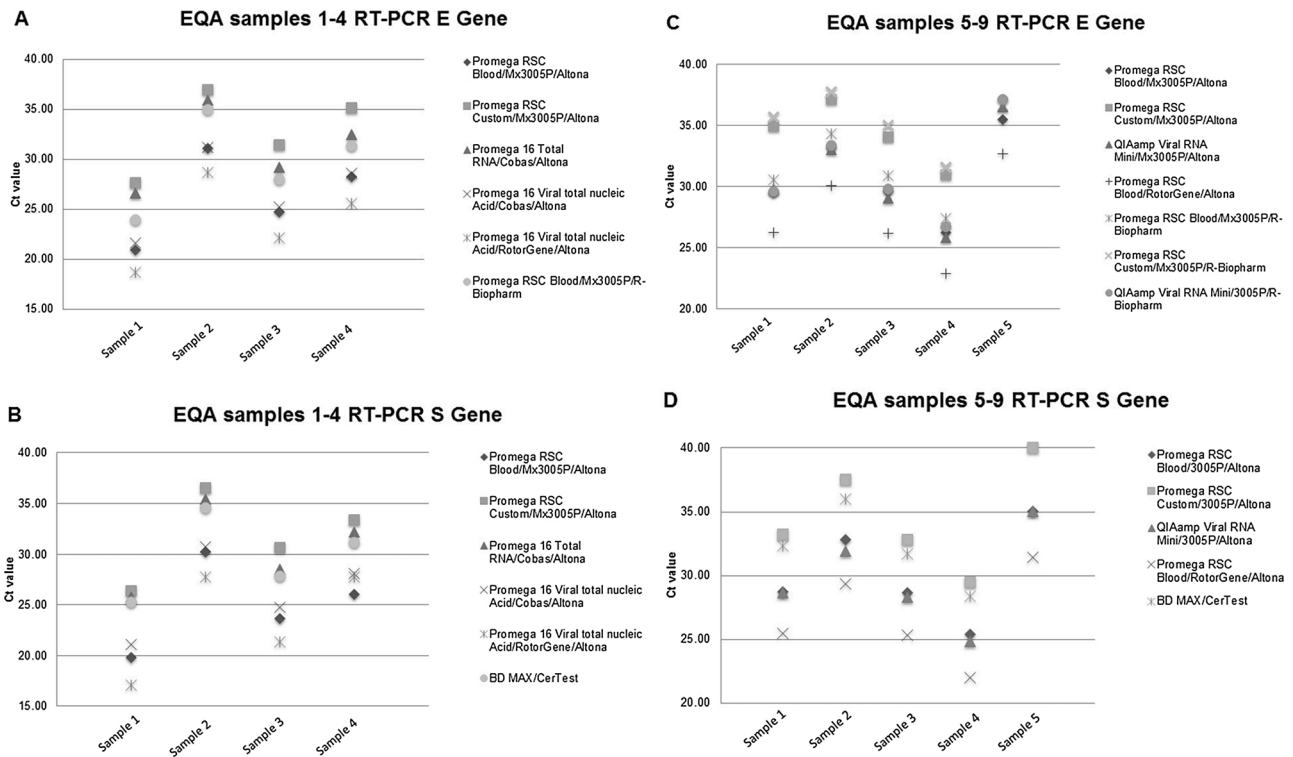 A
EQA samples 1-4 RT-PCR E Gene
40.00
35.00
30.00
25.00
20.00
15.00
Ct value
Sample 1
Sample 2
Sample 3
Sample 4
Promega RSC
Blood/Mx3005P/Altona
Promega RSC
Custom/Mx3005P/Altona
Promega 16 Total
RNA/Cobas/Altona
Promega 16 Viral total nucleic
Acid/Cobas/Altona
Promega 16 Viral total nucleic
Acid/RotorGene/Altona
Promega RSC Blood/Mx3005P/R-
Biopharm
B
EQA samples 1-4 RT-PCR S Gene
40.00
35.00
30.00
25.00
20.00
15.00
Ct value
Sample 1
Sample 2
Sample 3
Sample 4
Promega RSC
Blood/Mx3005P/Altona
Promega RSC
Custom/Mx3005P/Altona
Promega 16 Total
RNA/Cobas/Altona
Promega 16 Viral total nucleic
Acid/Cobas/Altona
Promega 16 Viral total nucleic
Acid/RotorGene/Altona
BD MAX/CerTest
C
EQA samples 5-9 RT-PCR E Gene
40.00
35.00
30.00
25.00
20.00
Ct value
Sample 1
Sample 2
Sample 3
Sample 4
Sample 5
Promega RSC
Blood/Mx3005P/Altona
Promega RSC
Custom/Mx3005P/Altona
QIAamp Viral RNA
Mini/Mx3005P/Altona
Promega RSC
Blood/RotorGene/Altona
Promega RSC Blood/Mx3005P/R-
Biopharm
Promega RSC
Custom/Mx3005P/R-Biopharm
QIAamp Viral RNA Mini/3005P/R-
Biopharm
D
EQA samples 5-9 RT-PCR S Gene
40.00
35.00
30.00
25.00
20.00
Ct value
Sample 1
Sample 2
Sample 3
Sample 4
Sample 5
Promega RSC
Blood/3005P/Altona
Promega RSC
Custom/3005P/Altona
QIAamp Viral RNA
Mini/3005P/Altona
Promega RSC
Blood/RotorGene/Altona
BD MAX/CerTest